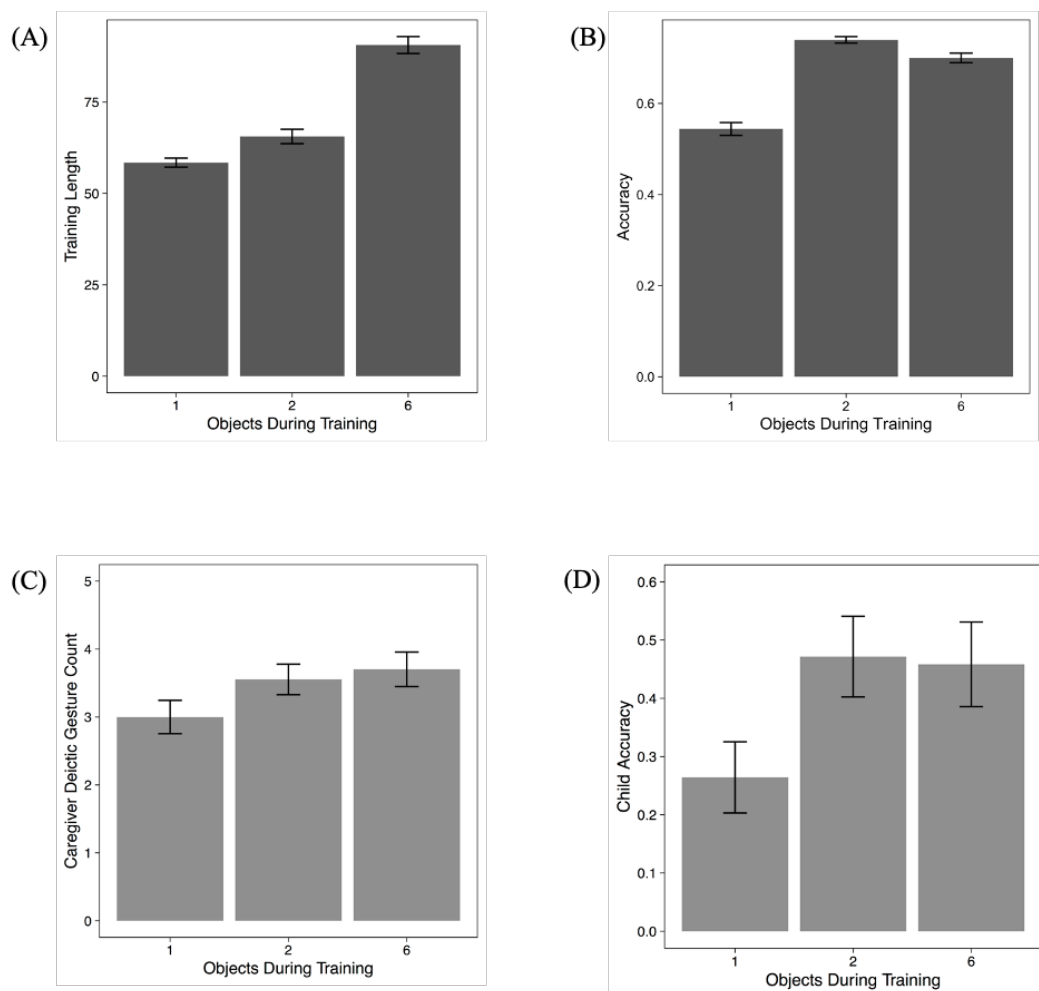 (A)
Training Length
75
50
25
0
1 2 6
Objects During Training
(B)
Accuracy
0.6
0.4
0.2
0.0
1 2 6
Objects During Training
(C)
Caregiver Deictic Gesture Count
5
4
3
2
1
0
1 2 6
Objects During Training
(D)
Child Accuracy
0.6
0.5
0.4
0.3
0.2
0.1
0.0
1 2 6
Objects During Training